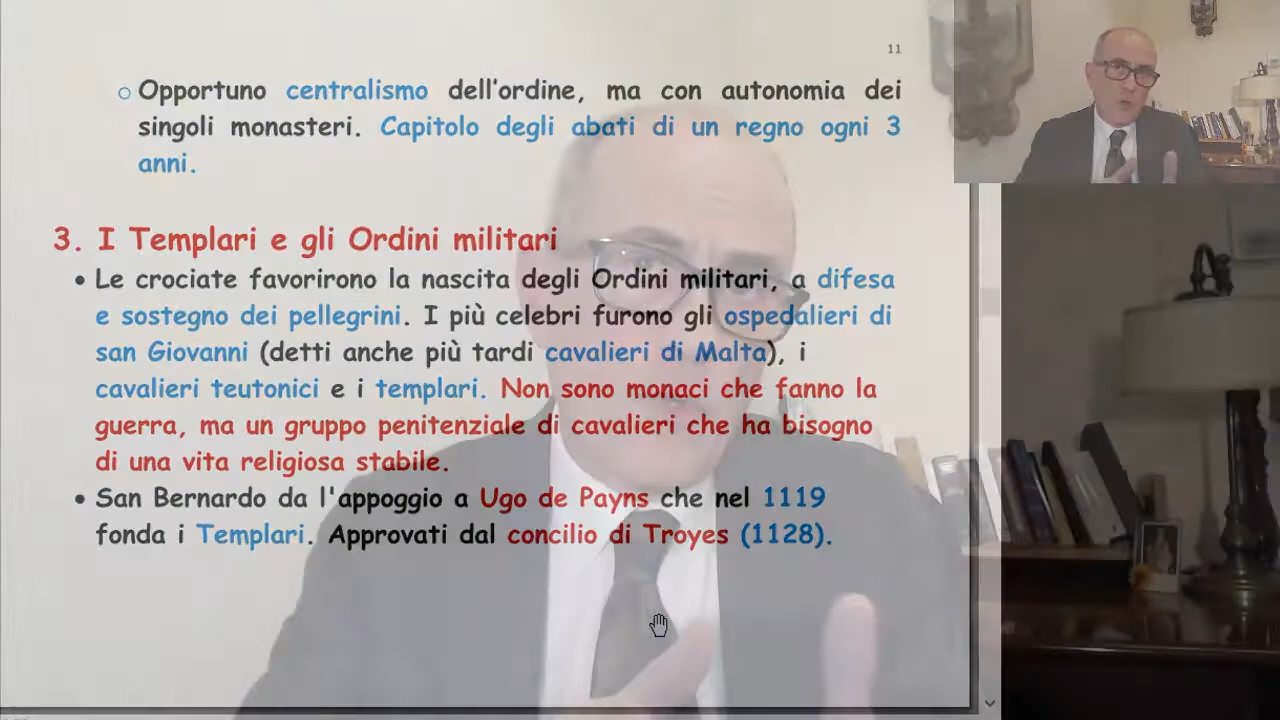 11
Opportuno centralismo dell'ordine, ma con autonomia dei
singoli monasteri. Capitolo degli abati di un regno ogni 3
anni.
3. I Templari e gli Ordini militari
• Le crociate favorirono la nascita degli Ordini militari, a difesa
e sostegno dei pellegrini. I più celebri furono gli ospedalieri di
san Giovanni (detti anche più tardi cavalieri di Malta), i
cavalieri teutonici e i templari. Non sono monaci che fanno la
guerra, ma un gruppo penitenziale di cavalieri che ha bisogno
di una vita religiosa stabile.
• San Bernardo da l'appoggio a Ugo de Payns che nel 1119
fonda i Templari. Approvati dal concilio di Troyes (1128).